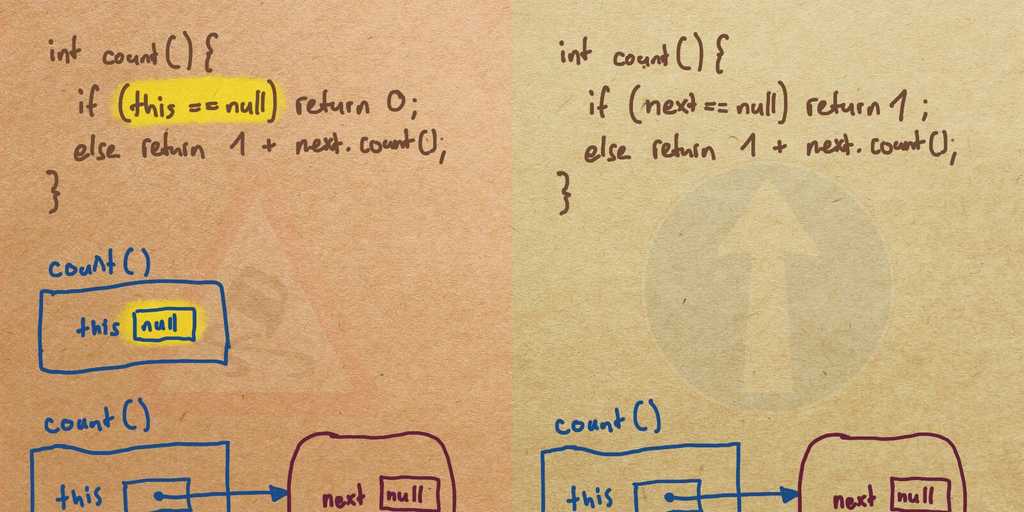 int count() {
if (this == null) return 0;
else return 1 + next.count();
}
count()
this null
count()
this
next null
int count() {
if (next == null) return 1;
else return 1 + next.count();
}
count()
this
next null